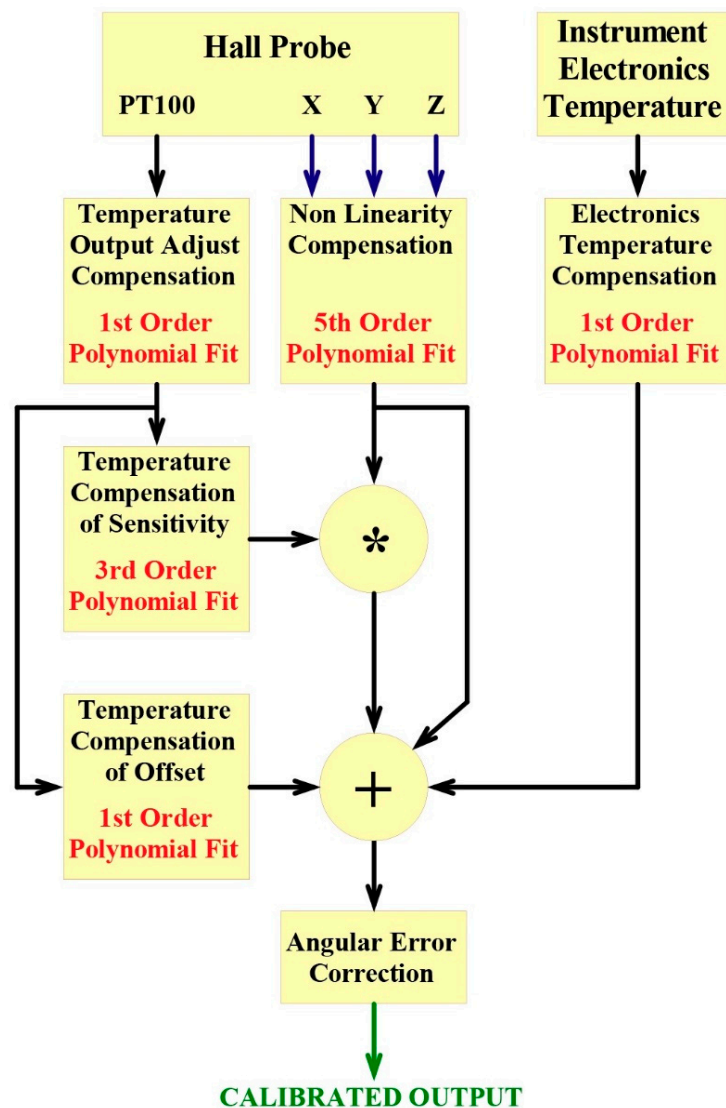 Hall Probe
PT100 X Y Z
Instrument
Electronics
Temperature
Temperature
Output Adjust
Compensation
1st Order
Polynomial Fit
Non Linearity
Compensation
5th Order
Polynomial Fit
Electronics
Temperature
Compensation
1st Order
Polynomial Fit
Temperature
Compensation
of Sensitivity
3rd Order
Polynomial Fit
*
Temperature
Compensation
of Offset
1st Order
Polynomial Fit
+
Angular Error
Correction
CALIBRATED OUTPUT